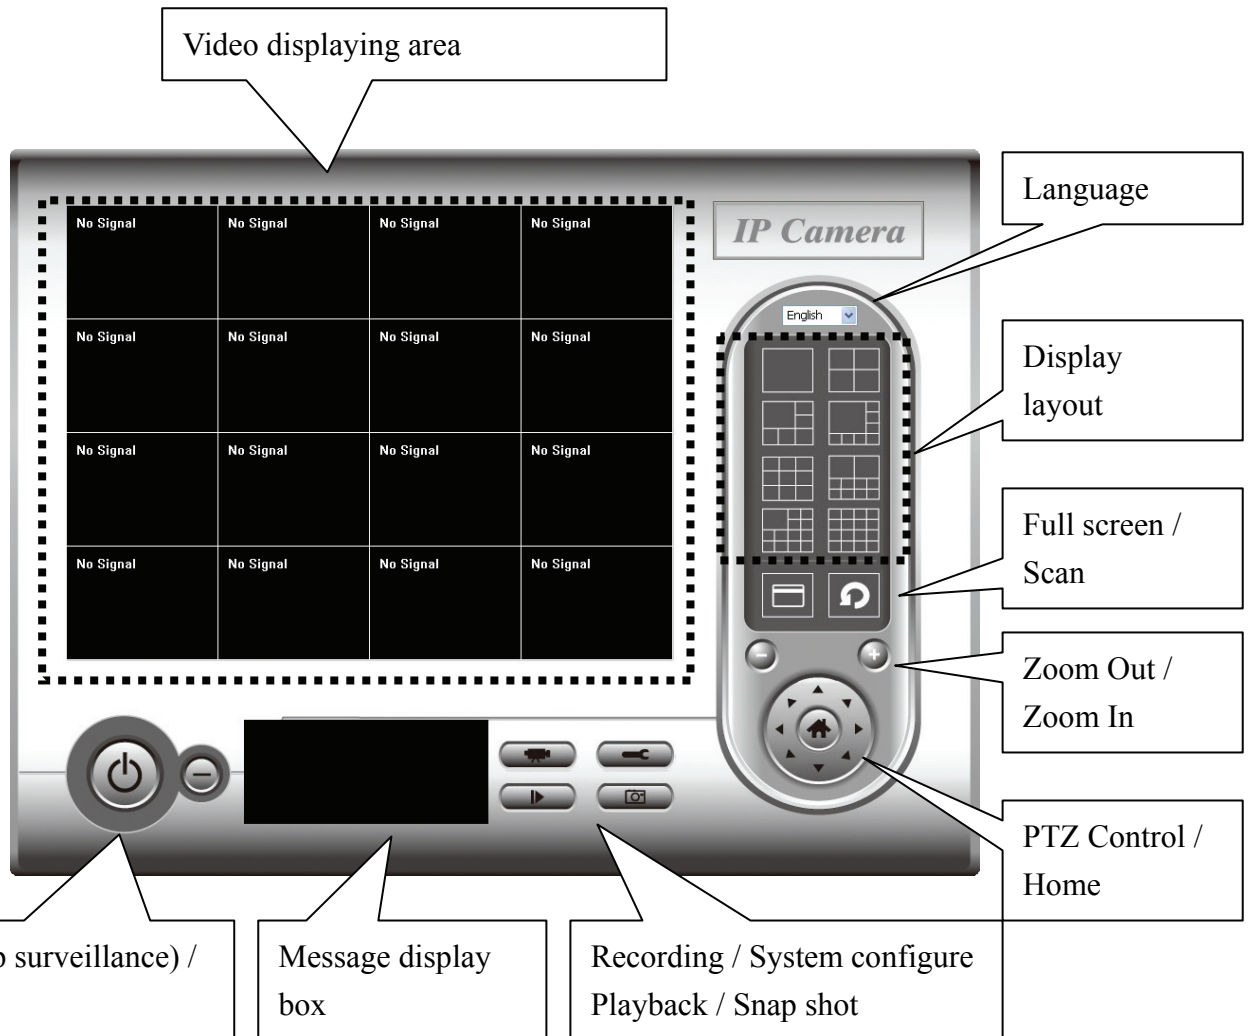 Video displaying area
Language
No Signal No Signal No Signal No Signal
IP Camera
English
No Signal No Signal No Signal No Signal
Display
layout
No Signal No Signal No Signal No Signal
Full screen /
Scan
No Signal No Signal No Signal No Signal
Zoom Out /
Zoom In
PTZ Control /
Home
surveillance) /
Message display
box
Recording / System configure
Playback / Snap shot